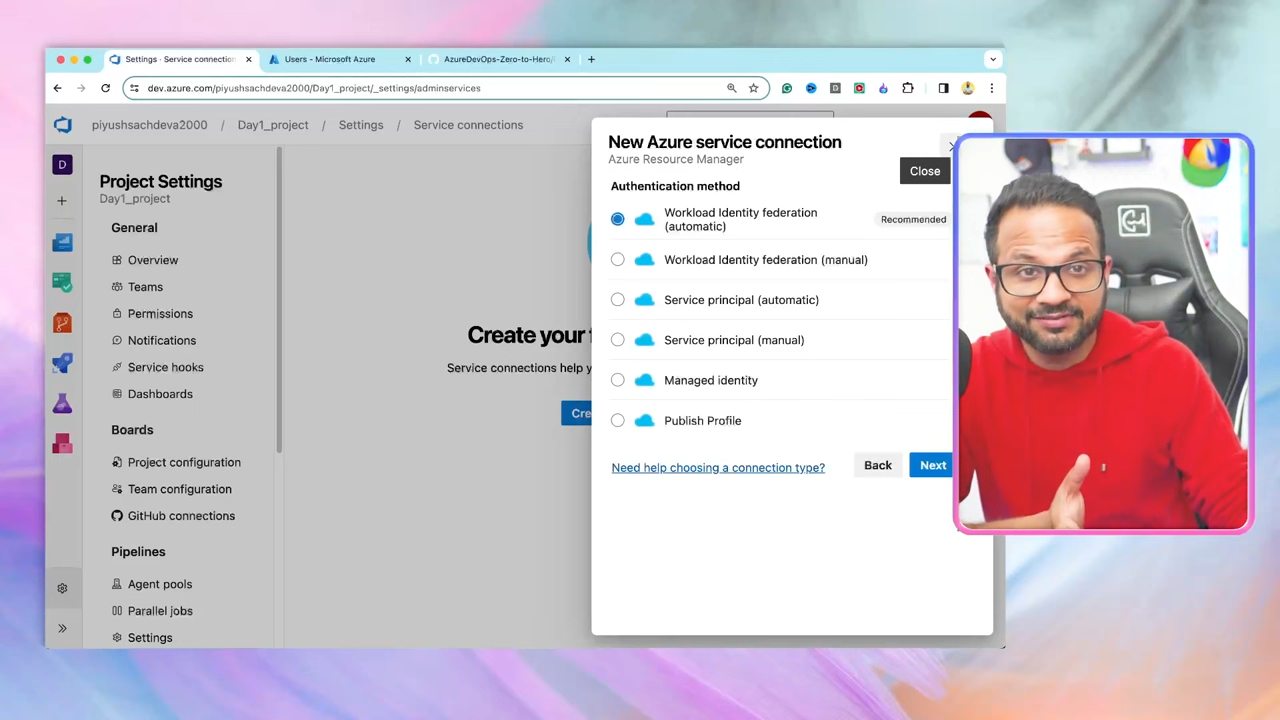 Settings · Service connection
Users - Microsoft Azure
AzureDevOps-Zero-to-Hero/
dev.azure.com/piyushsachdeva2000/Day1_project/_settings/adminservices
piyushsachdeva2000 / Day1_project / Settings / Service connections
D
Project Settings
Day1_project
General
Overview
Teams
Permissions
Notifications
Service hooks
Dashboards
Boards
Project configuration
Team configuration
GitHub connections
Pipelines
Agent pools
Parallel jobs
Settings
Create your f
Service connections help y
Cre
New Azure service connection
Azure Resource Manager
Close
Authentication method
Workload Identity federation
(automatic)
Recommended
Workload Identity federation (manual)
Service principal (automatic)
Service principal (manual)
Managed identity
Publish Profile
Need help choosing a connection type?
Back
Next